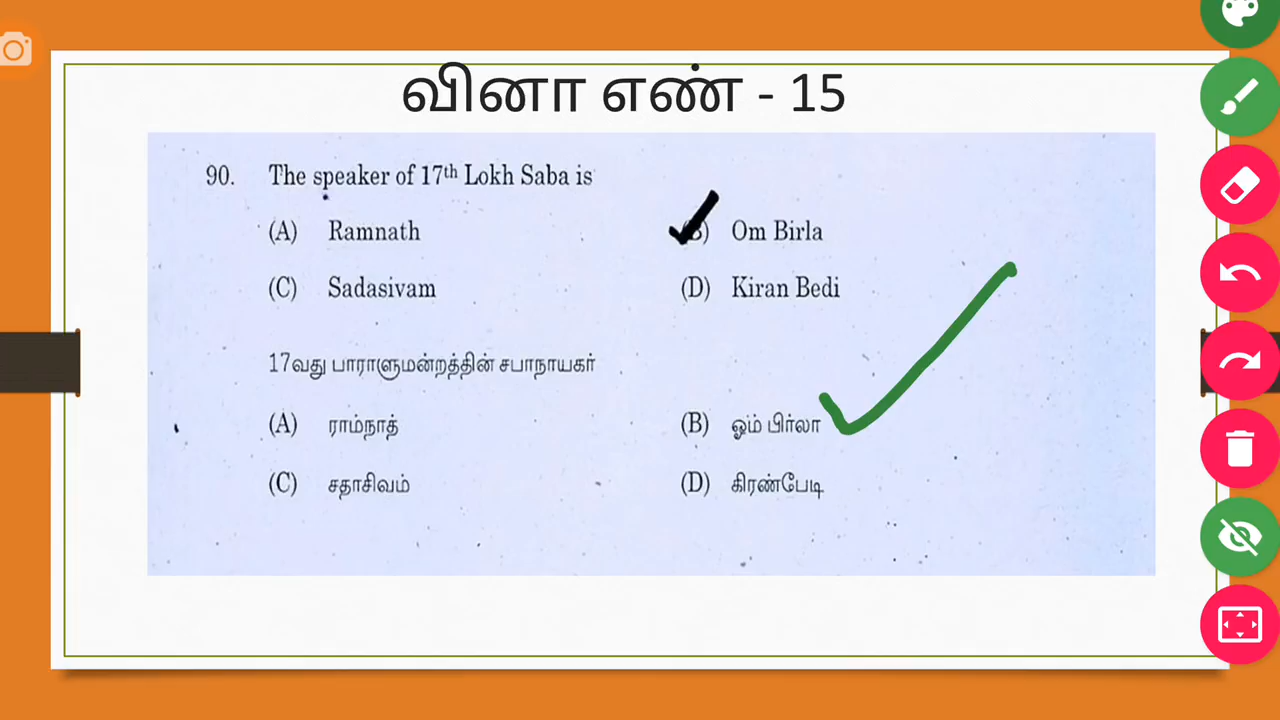 வினா எண் - 15
90. The speaker of 17th Lokh Saba is
(A) Ramnath (B) Om Birla
(C) Sadasivam (D) Kiran Bedi
17வது பாராளுமன்றத்தின் சபாநாயகர்
(A) ராம்நாத் (B) ஓம் பிர்லா
(C) சதாசிவம் (D) கிரண்பேடி